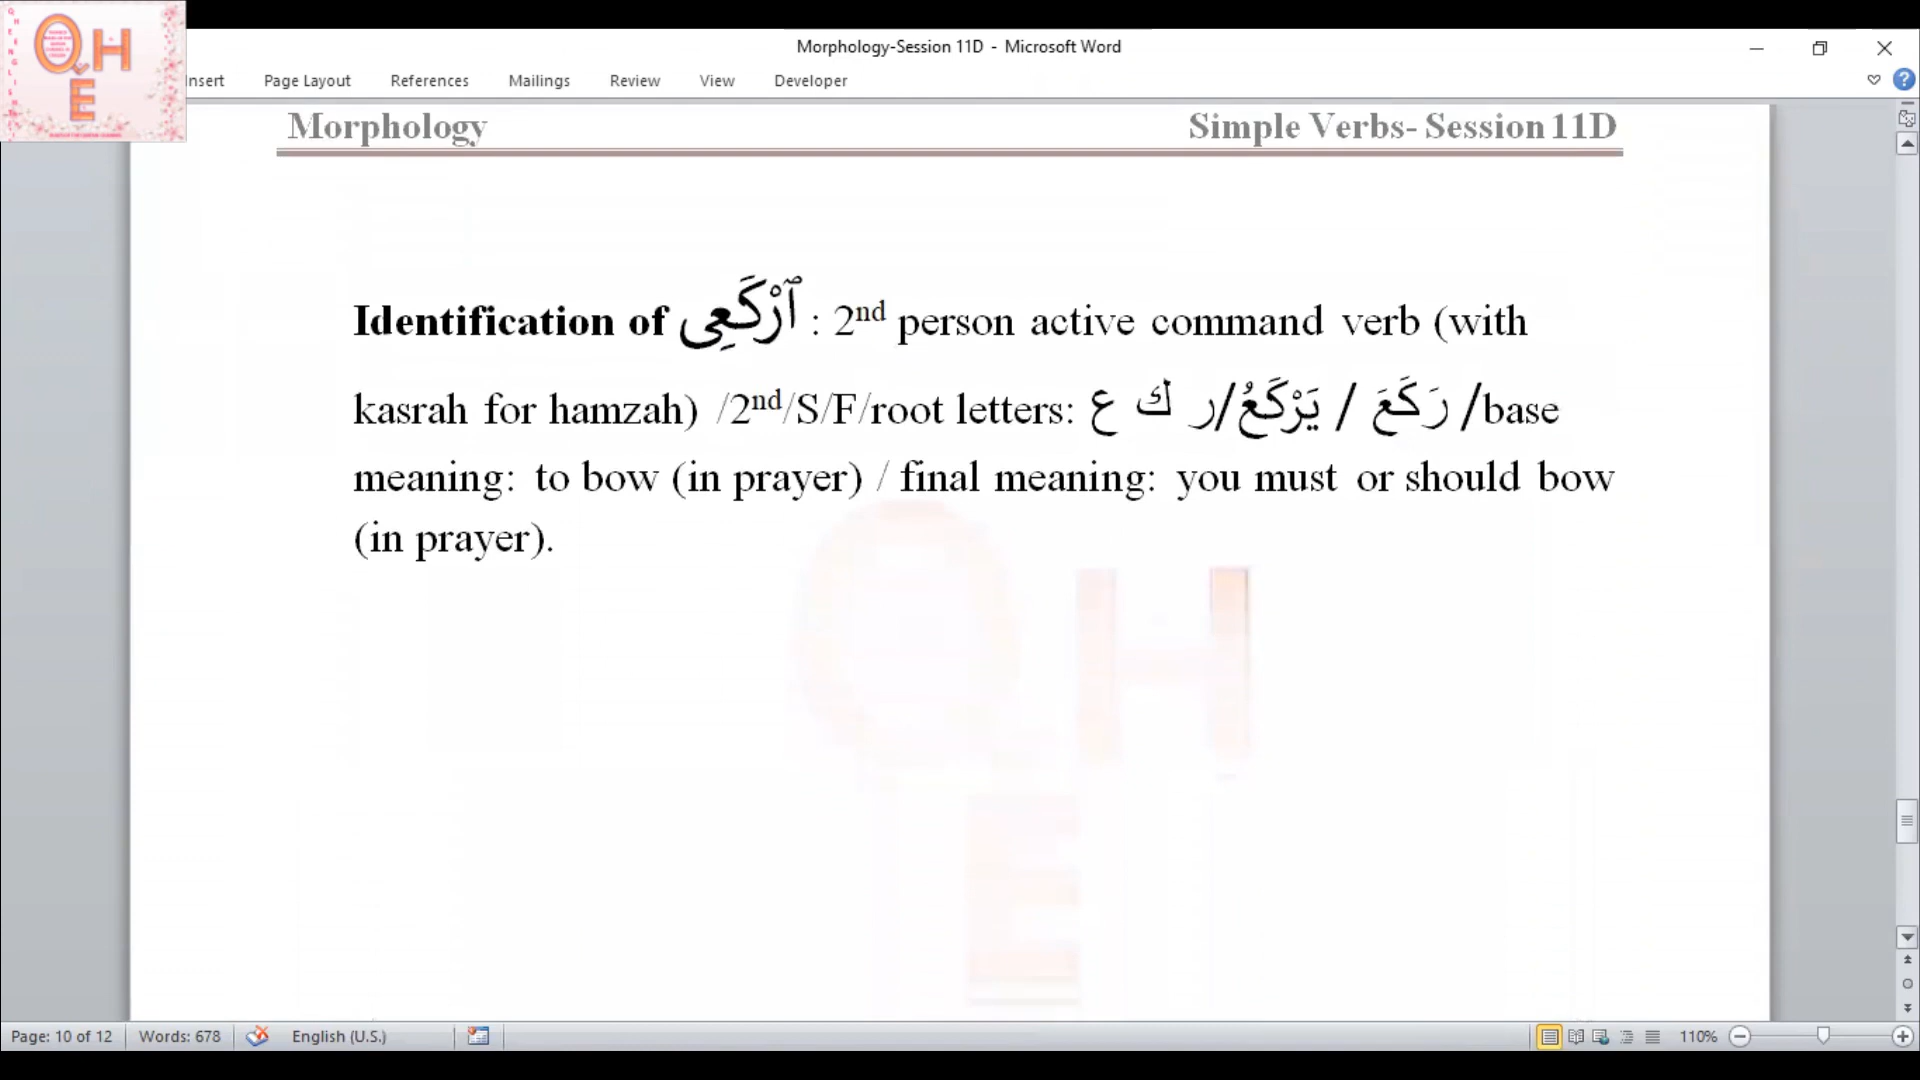 QHE
Morphology-Session 11D - Microsoft Word
Insert Page Layout References Mailings Review View Developer
Morphology Simple Verbs- Session 11D
Identification of ٱرْكَعِى : 2nd person active command verb (with
kasrah for hamzah) /2nd/S/F/root letters: ر ك ع/ رَكَعَ / يَرْكَعُ/base
meaning: to bow (in prayer) / final meaning: you must or should bow
(in prayer).
Page: 10 of 12 Words: 678 English (U.S.) 110%